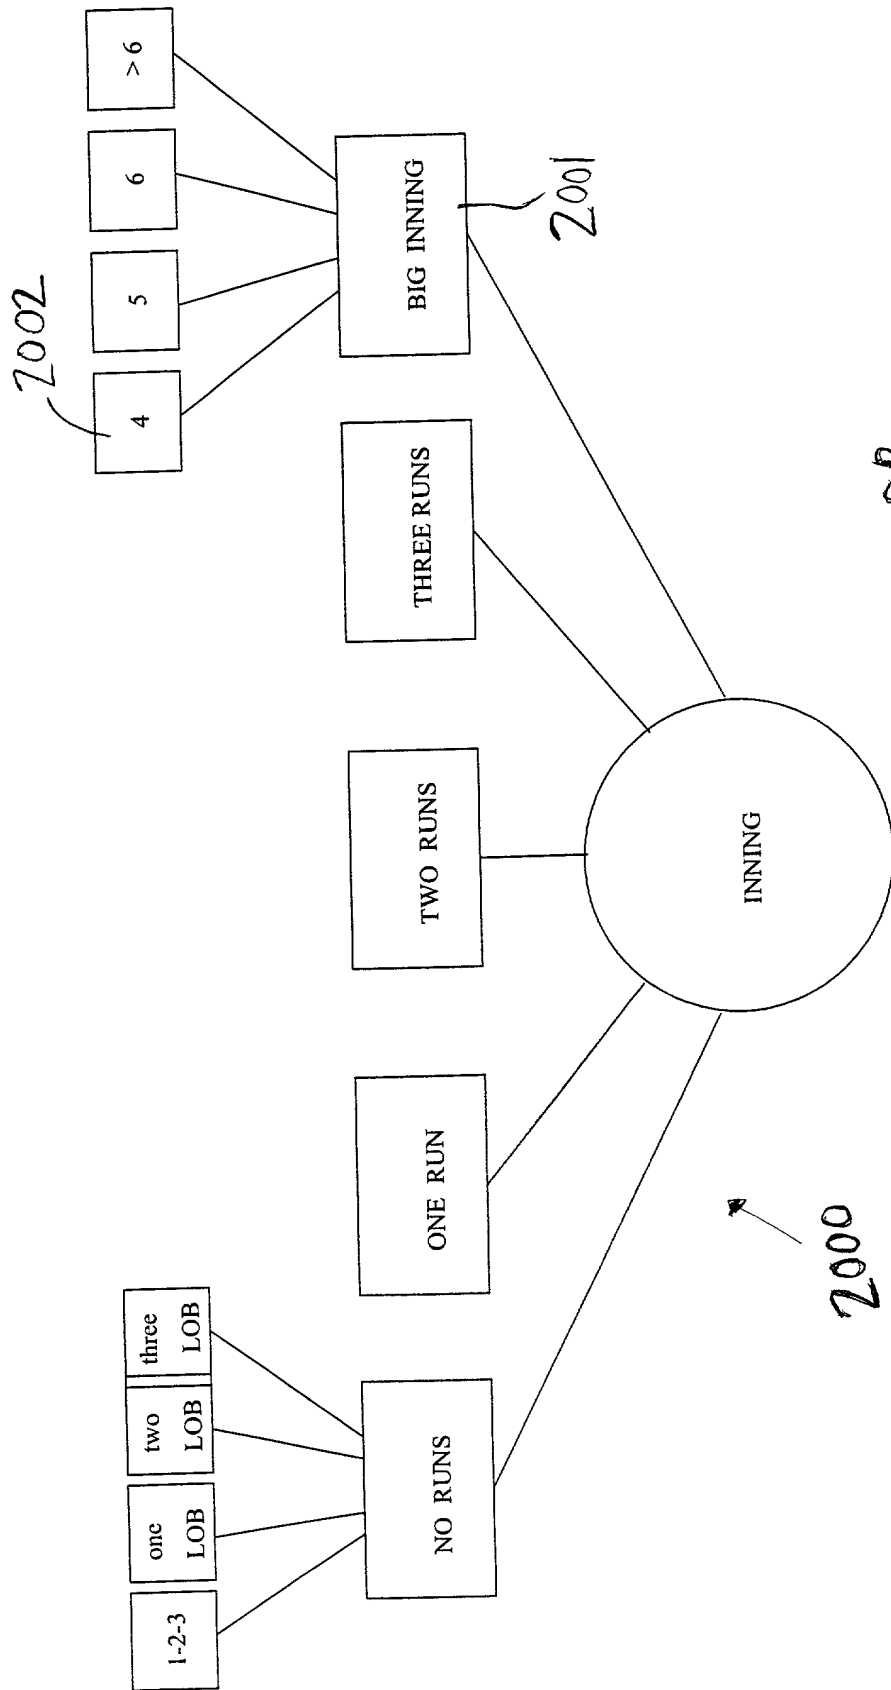 1-2-3
one
LOB
two
LOB
three
LOB
2002
4
5
6
> 6
NO RUNS
ONE RUN
TWO RUNS
THREE RUNS
BIG INNING
2001
INNING
2000